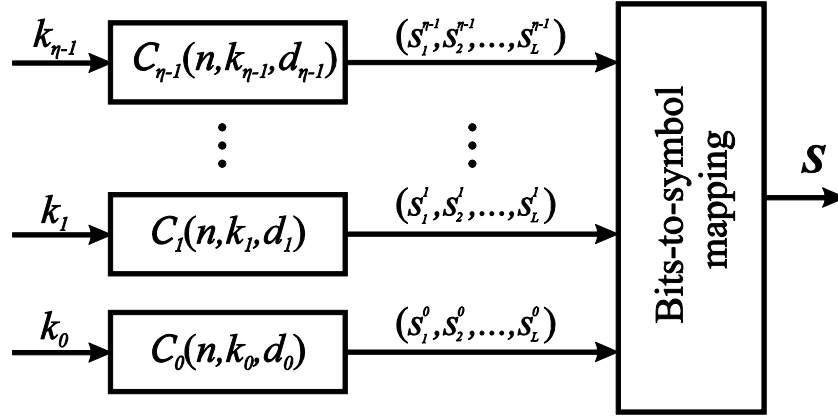 k_{η-1} C_{η-1}(n,k_{η-1},d_{η-1}) (s_1^{η-1},s_2^{η-1},...,s_L^{η-1})
k_1 C_1(n,k_1,d_1) (s_1^1,s_2^1,...,s_L^1)
k_0 C_0(n,k_0,d_0) (s_1^0,s_2^0,...,s_L^0)
Bits-to-symbol
mapping
s